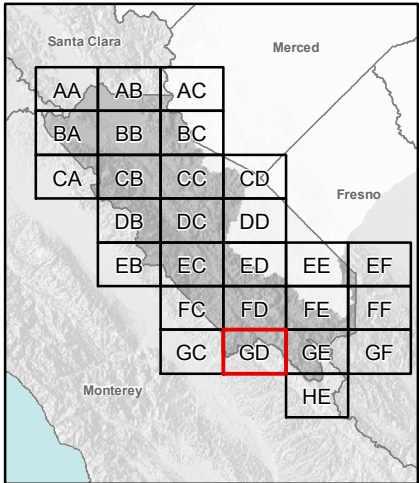 Santa Clara
Merced
AA AB AC
BA BB BC
CA CB CC CD
Fresno
DB DC DD
EB EC ED EE EF
FC FD FE FF
GC GD GE GF
Monterey
HE